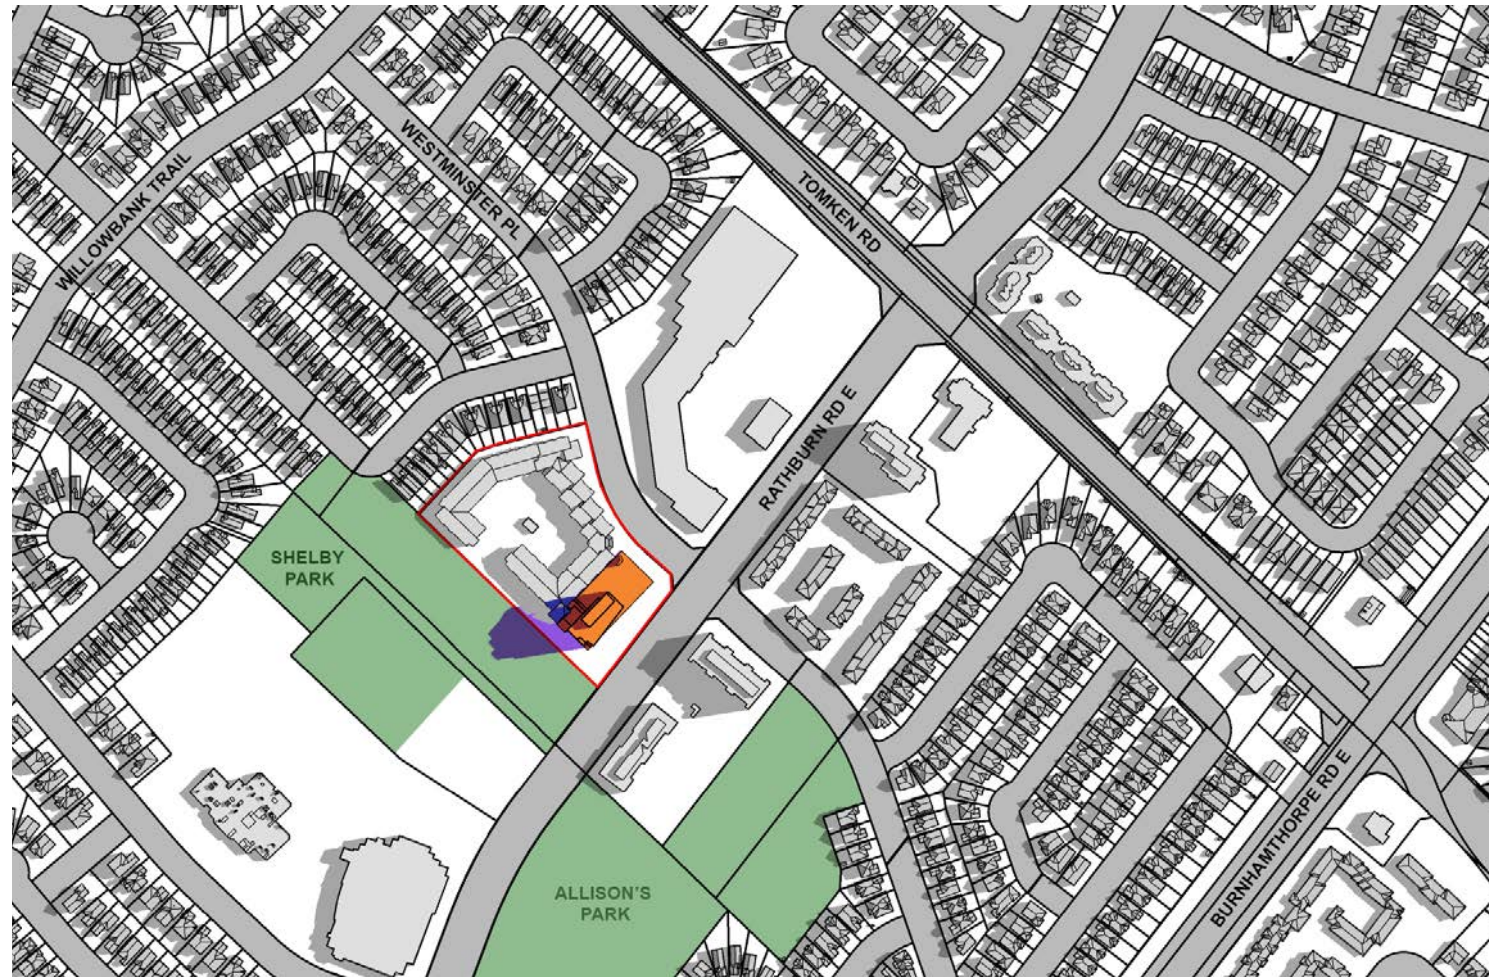 WILLOWBANK TRAIL
WESTMINSTER PL
TOMKEN RD
RATHBURN RD E
SHELBY
PARK
ALLISON'S
PARK
BURNHAMTHORPE RD E